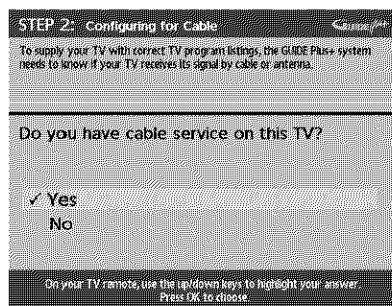 STEP 2: Configuring for Cable GUIDE Plus+
To supply your TV with correct TV program listings, the GUIDE Plus+ system
needs to know if your TV receives its signal by cable or antenna.
Do you have cable service on this TV?
✓ Yes
No
On your TV remote, use the up/down keys to highlight your answer.
Press OK to choose.